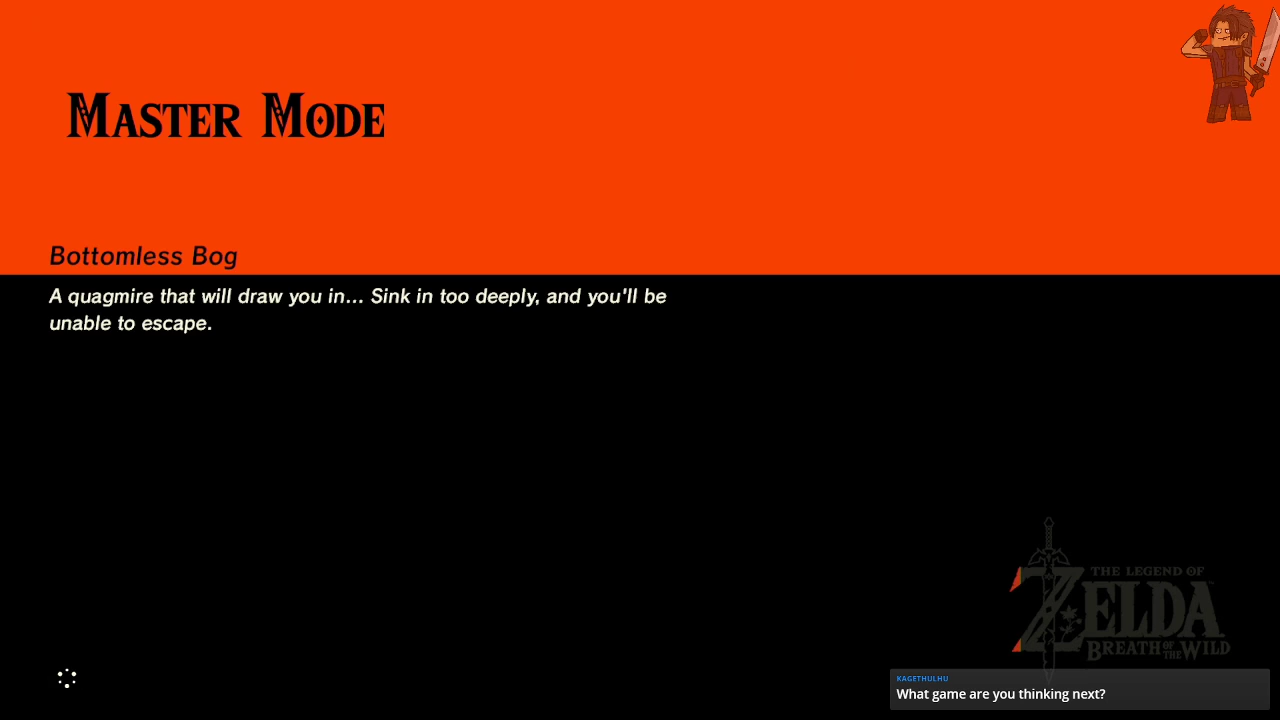 Master Mode
Bottomless Bog
A quagmire that will draw you in... Sink in too deeply, and you'll be
unable to escape.
THE LEGEND OF
ZELDA
BREATH OF THE WILD
KAGETHULHU
What game are you thinking next?